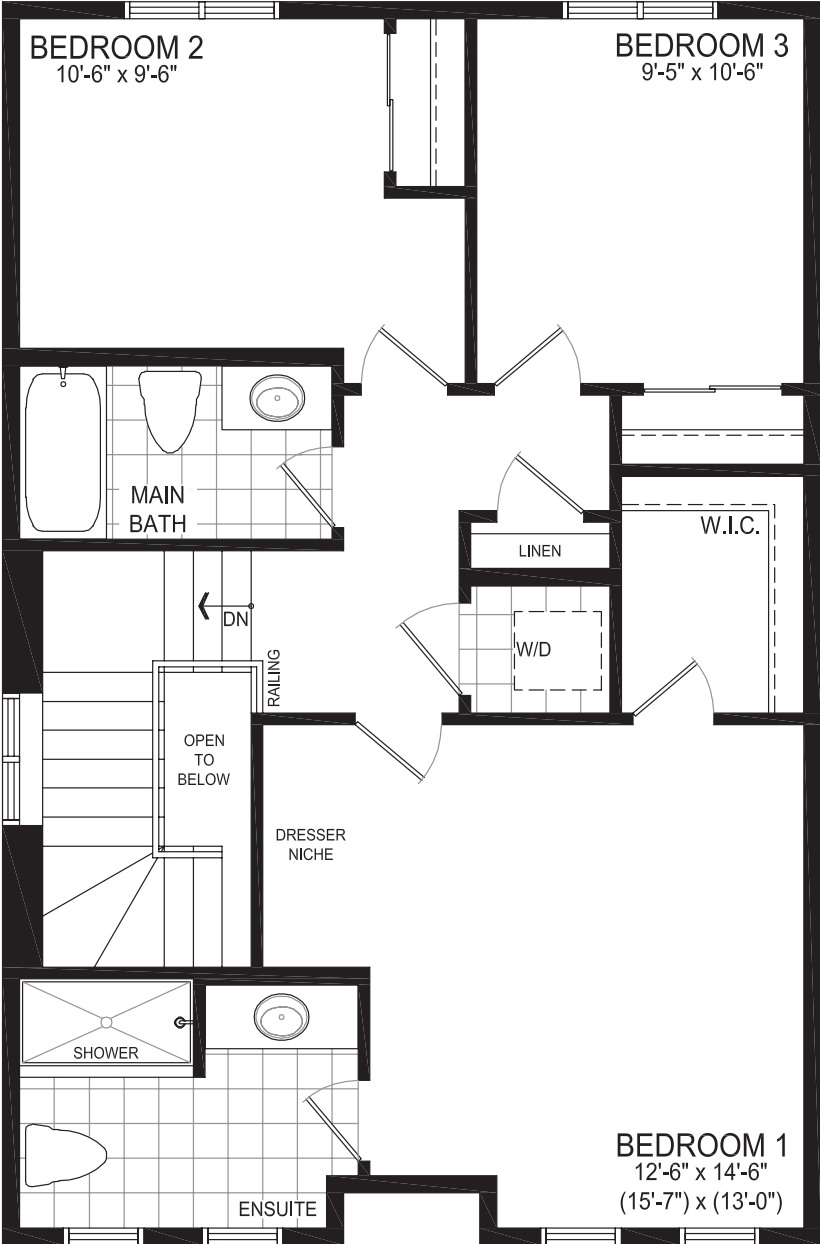 BEDROOM 2
10'-6" x 9'-6"
BEDROOM 3
9'-5" x 10'-6"
MAIN
BATH
W.I.C.
LINEN
DN
W/D
RAILING
OPEN
TO
BELOW
DRESSER
NICHE
SHOWER
BEDROOM 1
12'-6" x 14'-6"
(15'-7") x (13'-0")
ENSUITE